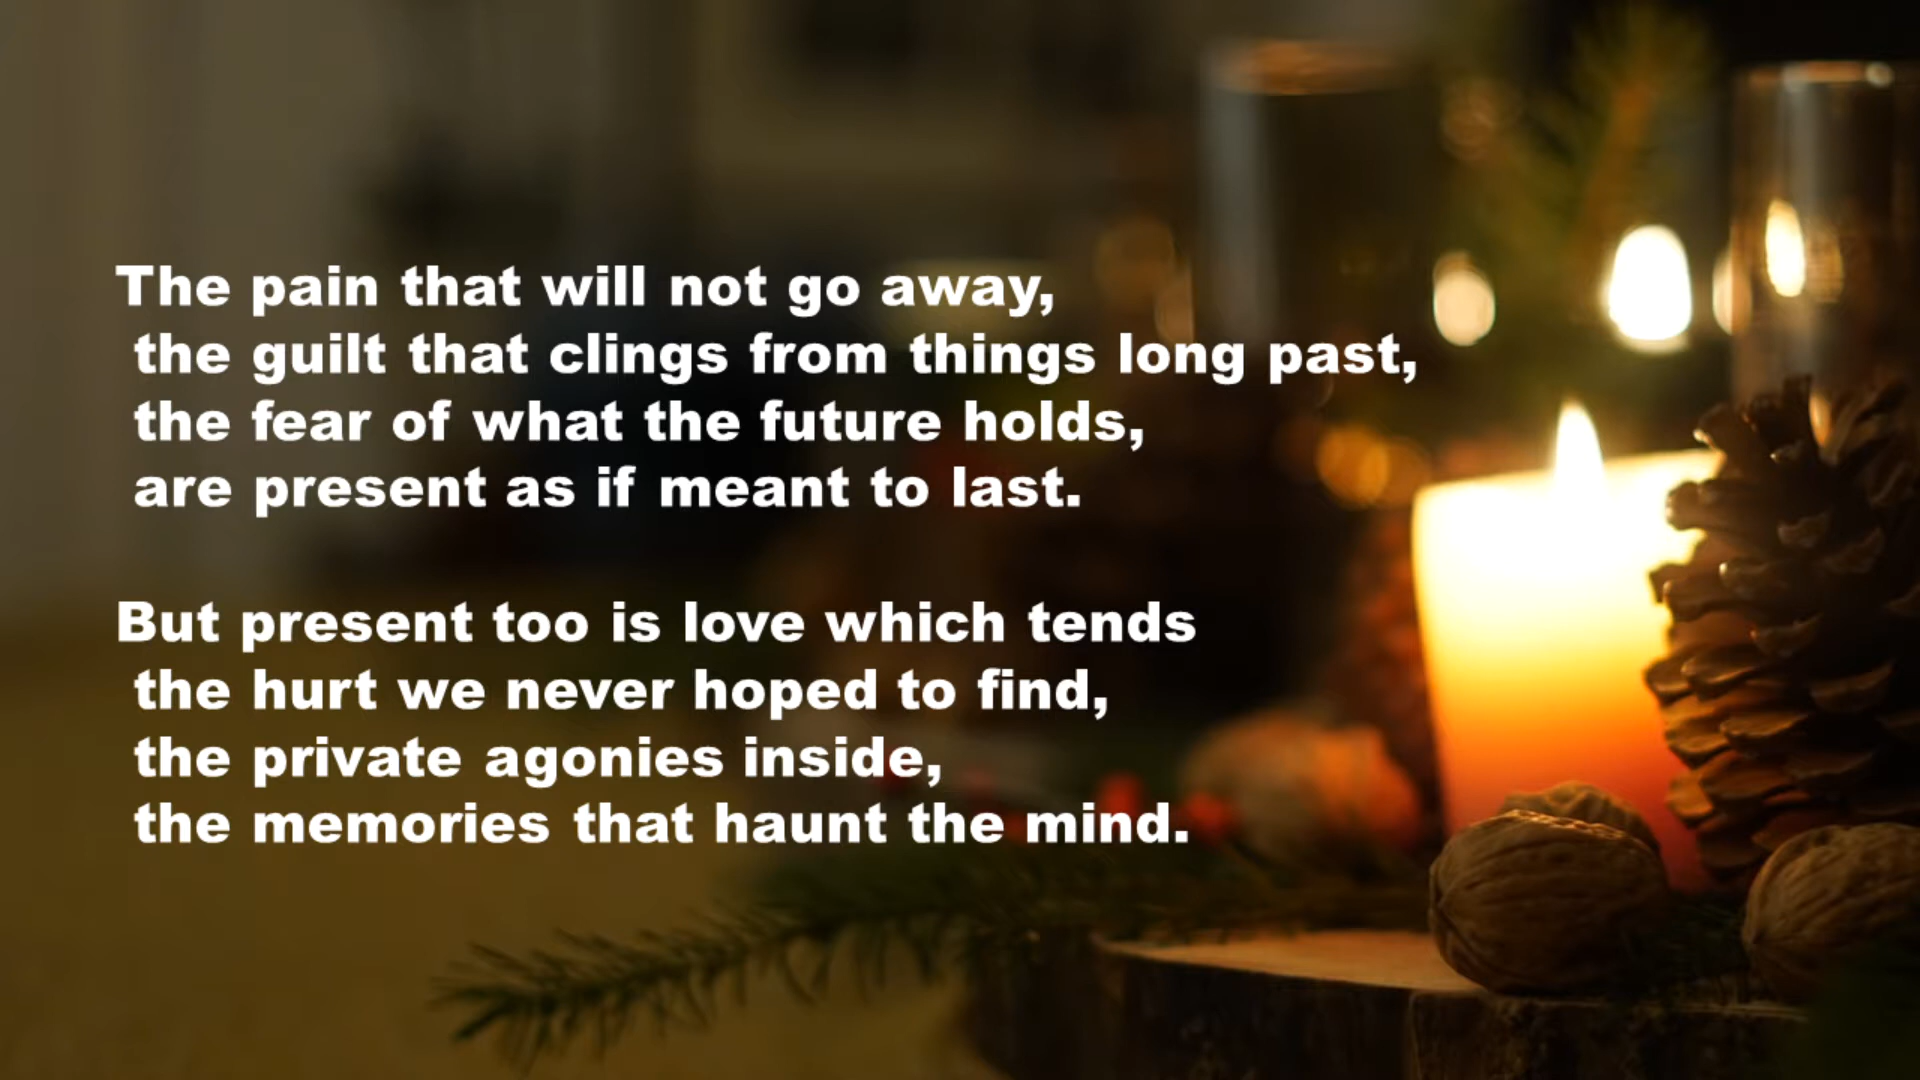 The pain that will not go away,
the guilt that clings from things long past,
the fear of what the future holds,
are present as if meant to last.
But present too is love which tends
the hurt we never hoped to find,
the private agonies inside,
the memories that haunt the mind.